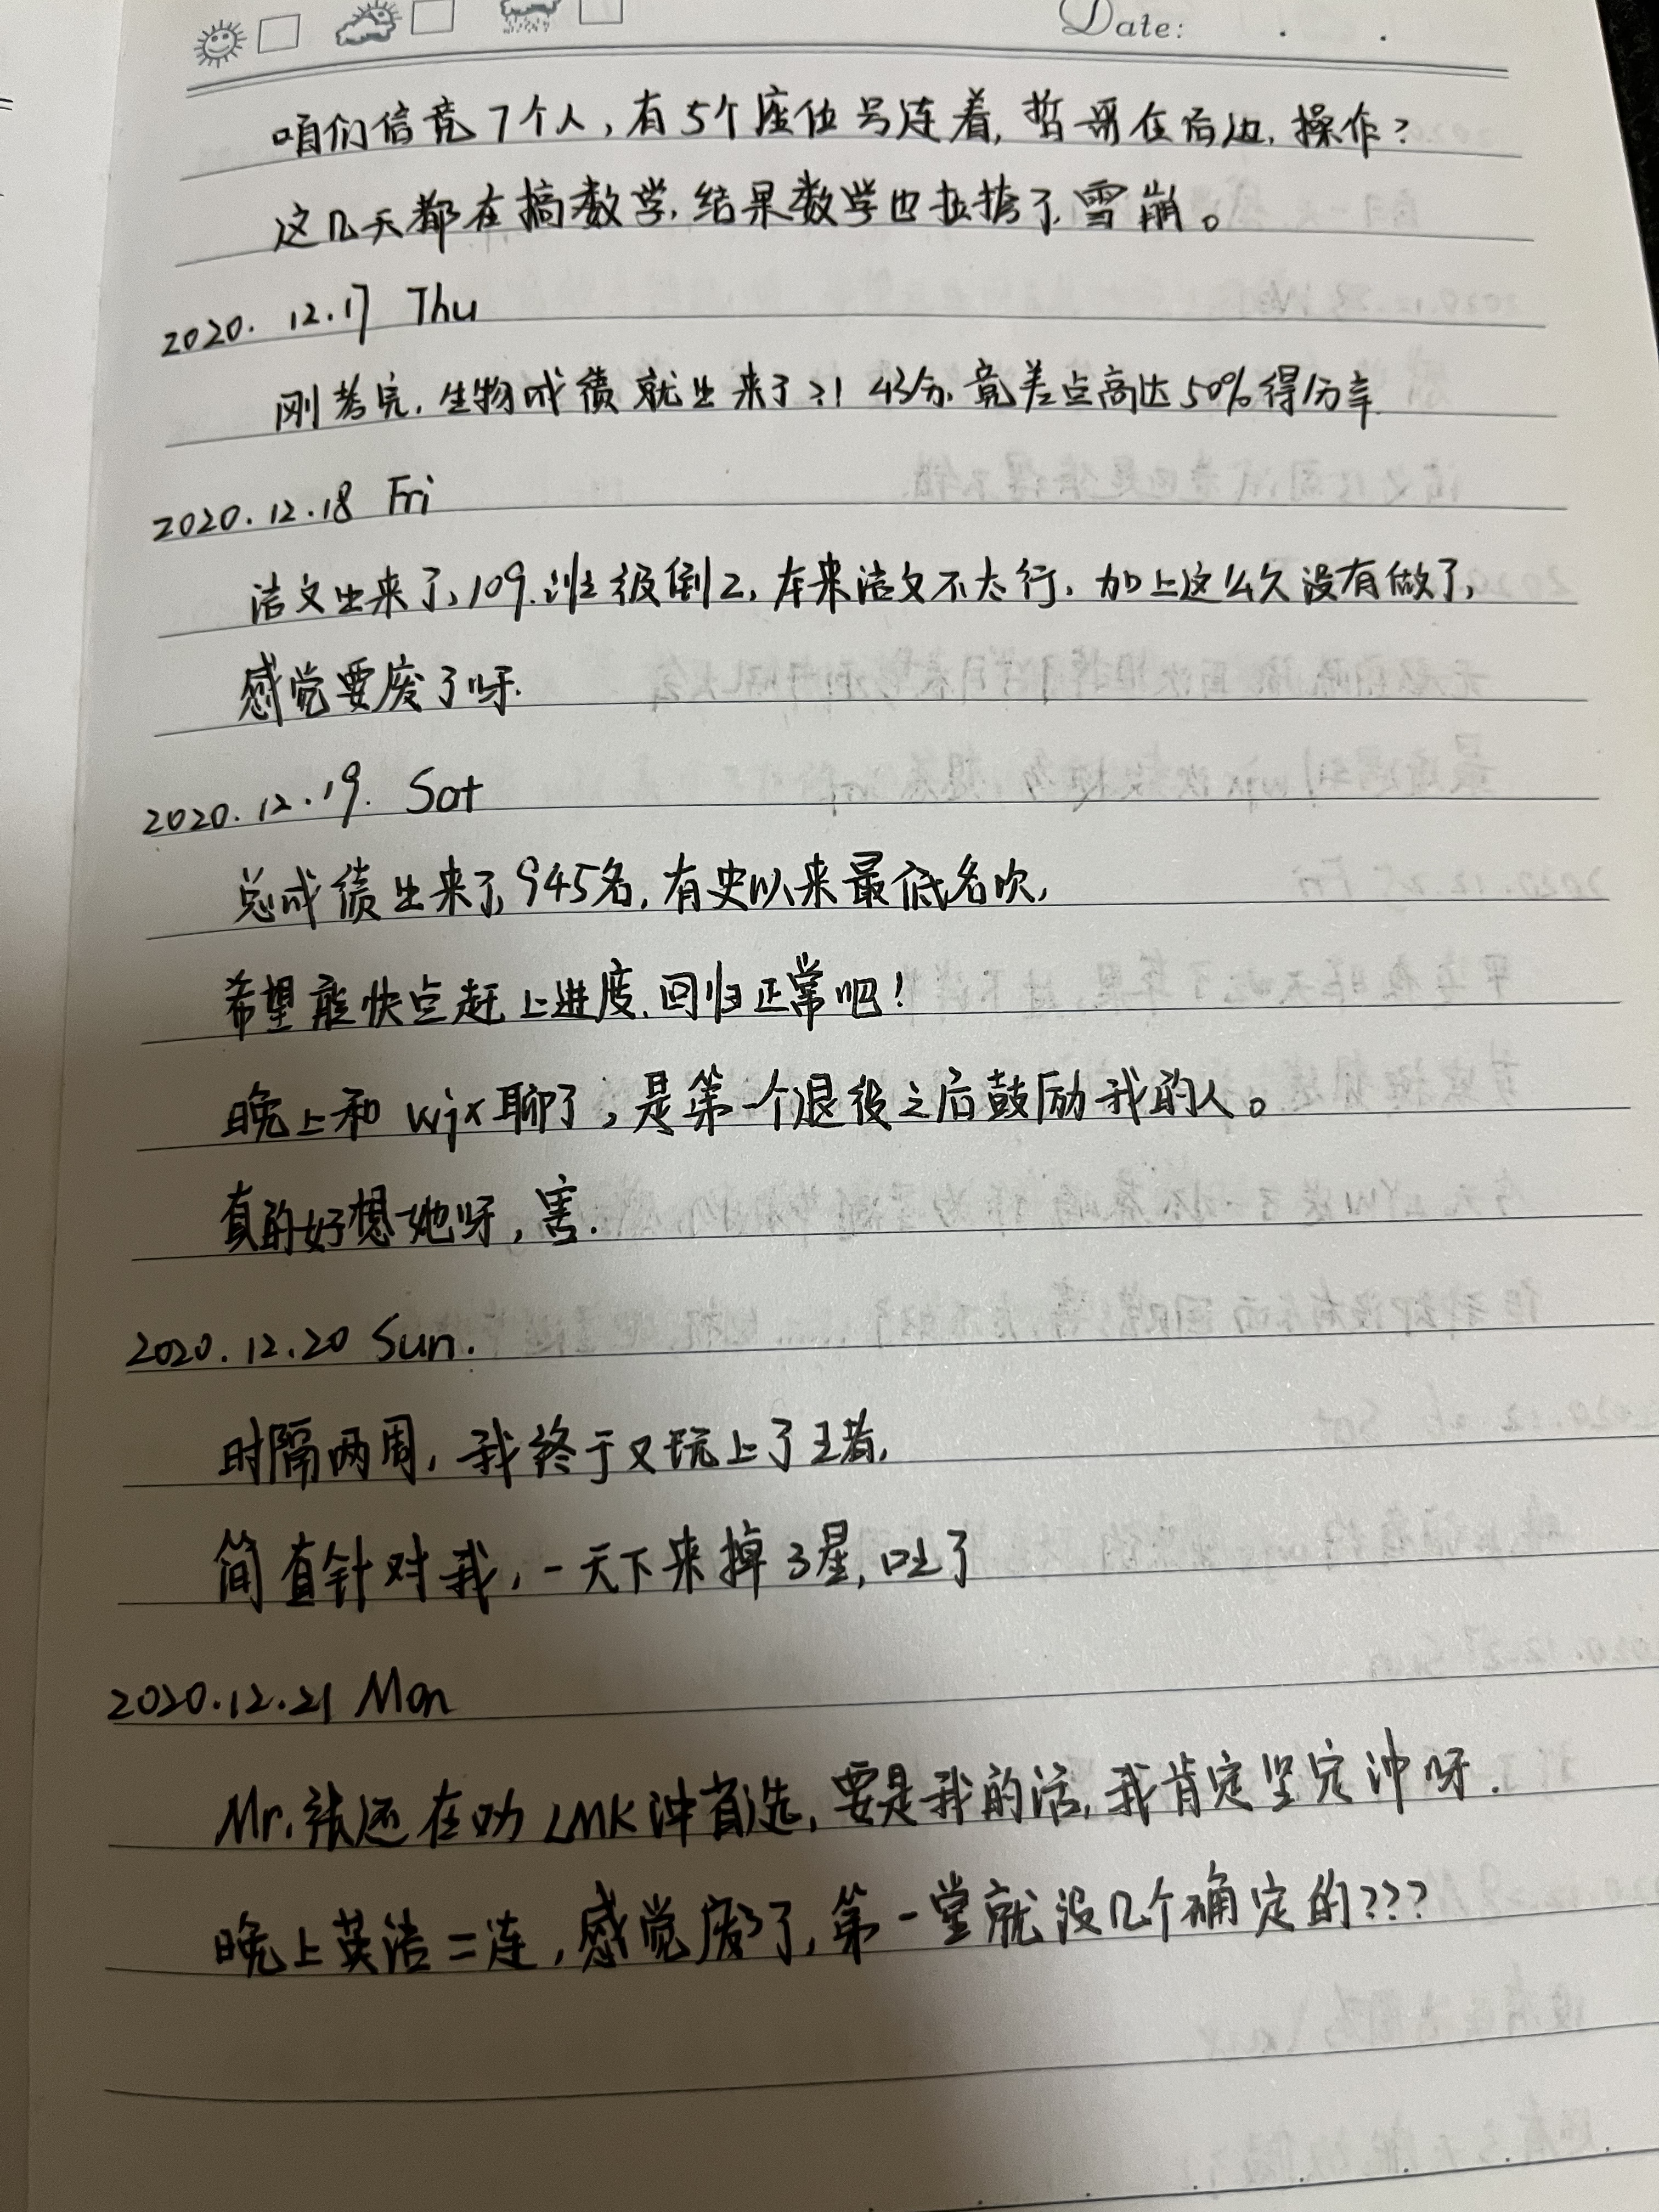 Date: . .
咱们信竞7个人，有5个座位号连着，哲哥在后边，操作？
这几天都在搞数学，结果数学也拉挎了，雪崩。
2020.12.17 Thu
刚考完，生物成绩就出来了？！43分，竟差点高达50%得分率
2020.12.18 Fri
语文出来了，109.班级倒2，本来语文不太行，加上这么久没有做了，
感觉要废了呀.
2020.12.19. Sat
总成绩出来了，945名，有史以来最低名次，
希望能快点赶上进度，回归正常吧！
晚上和wjx聊了，是第一个退役之后鼓励我的人。
真的好想她呀，害.
2020.12.20 Sun.
时隔两周，我终于又玩上了王者，
简直针对我，一天下来掉3星，吐了
2020.12.21 Mon
Mr.张还在劝LMK冲省选，要是我的话，我肯定坚定冲呀.
晚上英语二连，感觉废了，第一堂就没几个确定的???